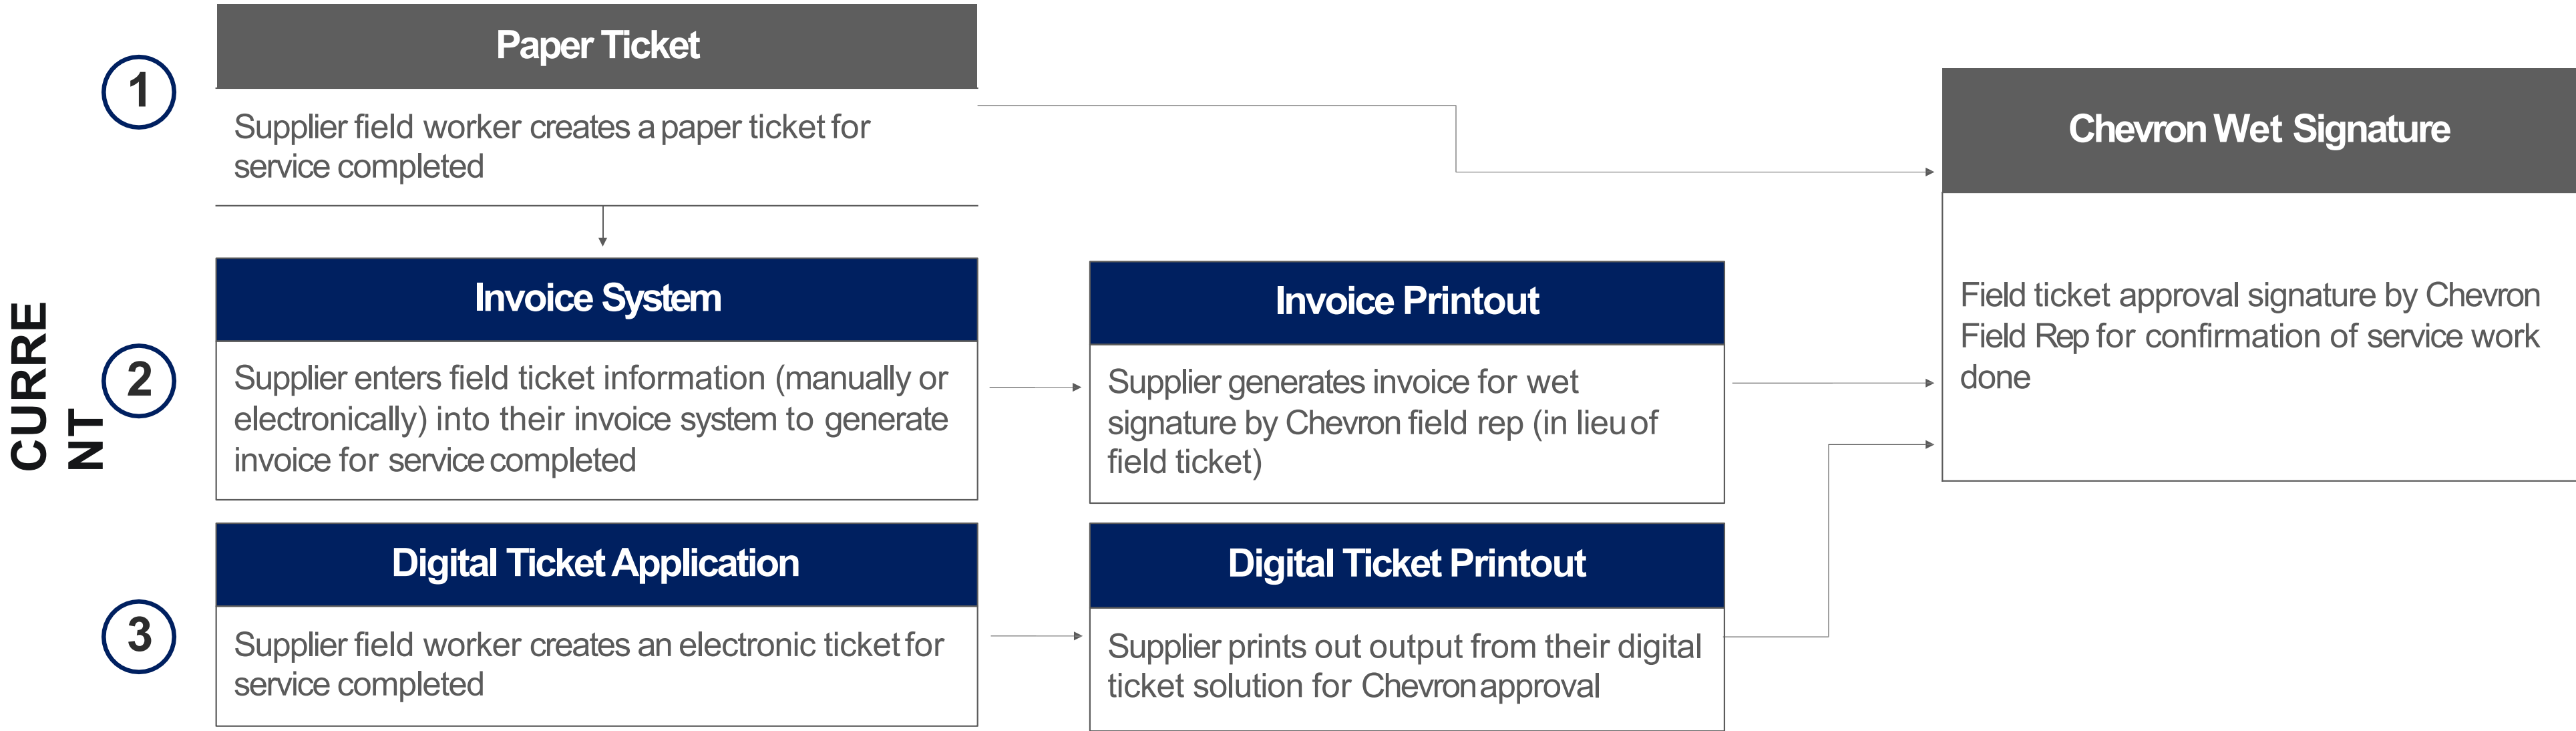 CURRE
NT
1
Paper Ticket
Supplier field worker creates a paper ticket for
service completed
2
Invoice System
Supplier enters field ticket information (manually or
electronically) into their invoice system to generate
invoice for service completed
Invoice Printout
Supplier generates invoice for wet
signature by Chevron field rep (in lieu of
field ticket)
3
Digital Ticket Application
Supplier field worker creates an electronic ticket for
service completed
Digital Ticket Printout
Supplier prints out output from their digital
ticket solution for Chevron approval
Chevron Wet Signature
Field ticket approval signature by Chevron
Field Rep for confirmation of service work
done